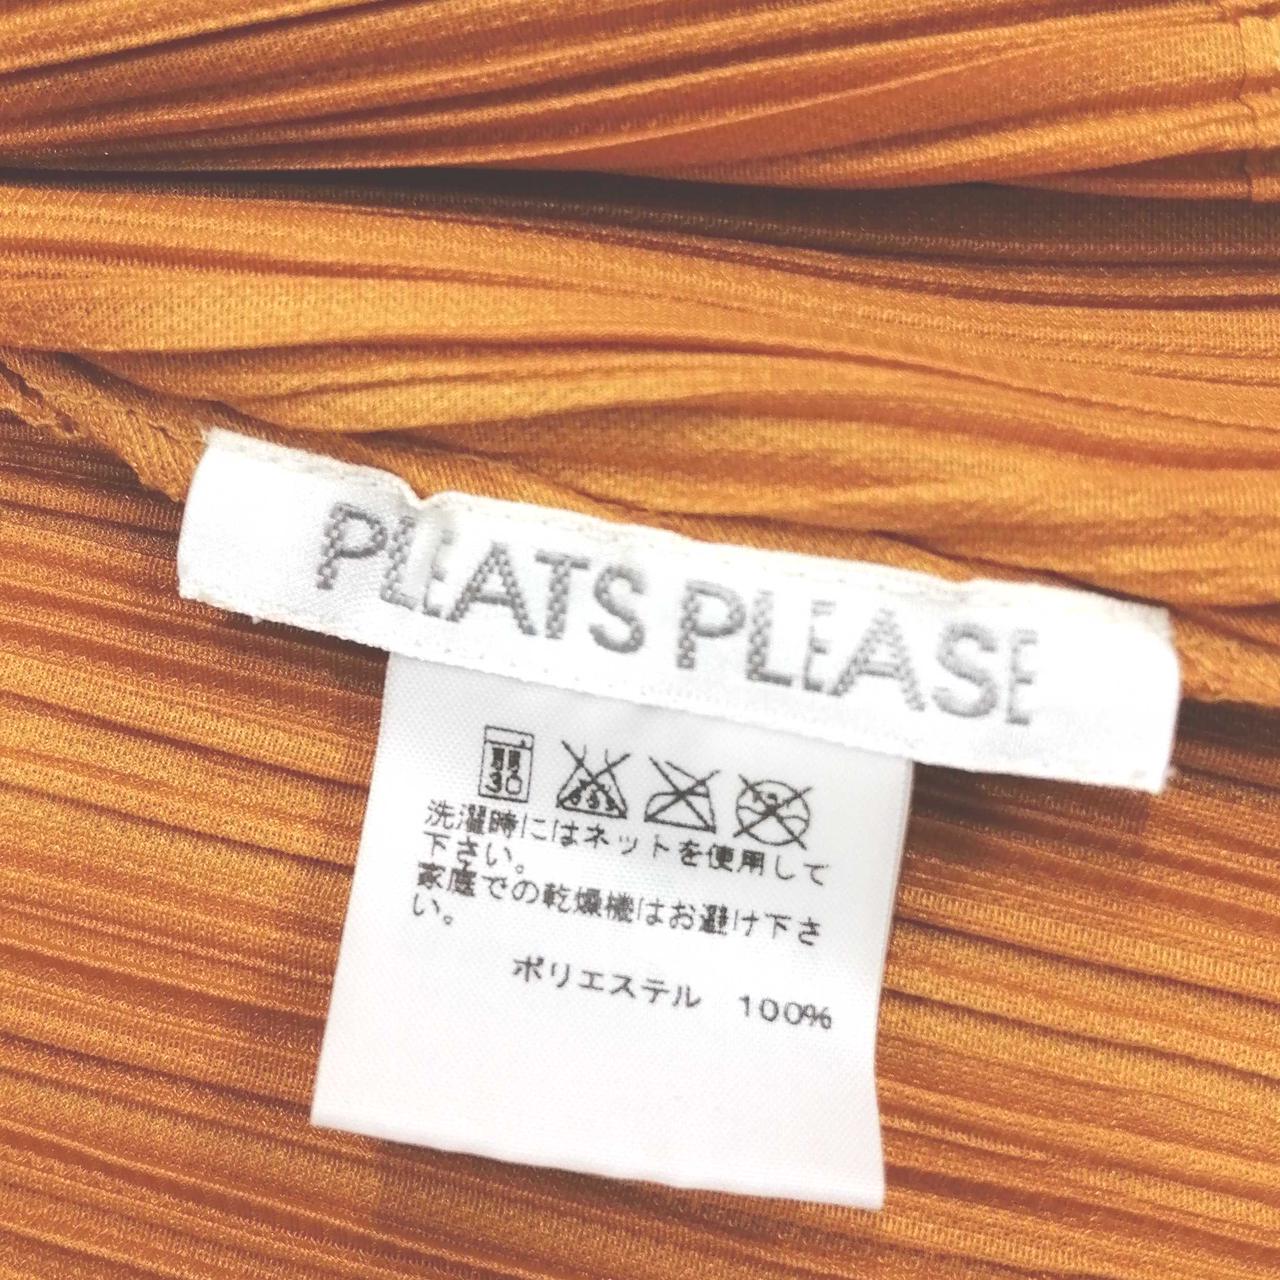 PLEATS PLEASE
30
洗濯時にはネットを使用して
下さい。
家庭での乾燥機はお避け下さ
い。
ポリエステル 100%